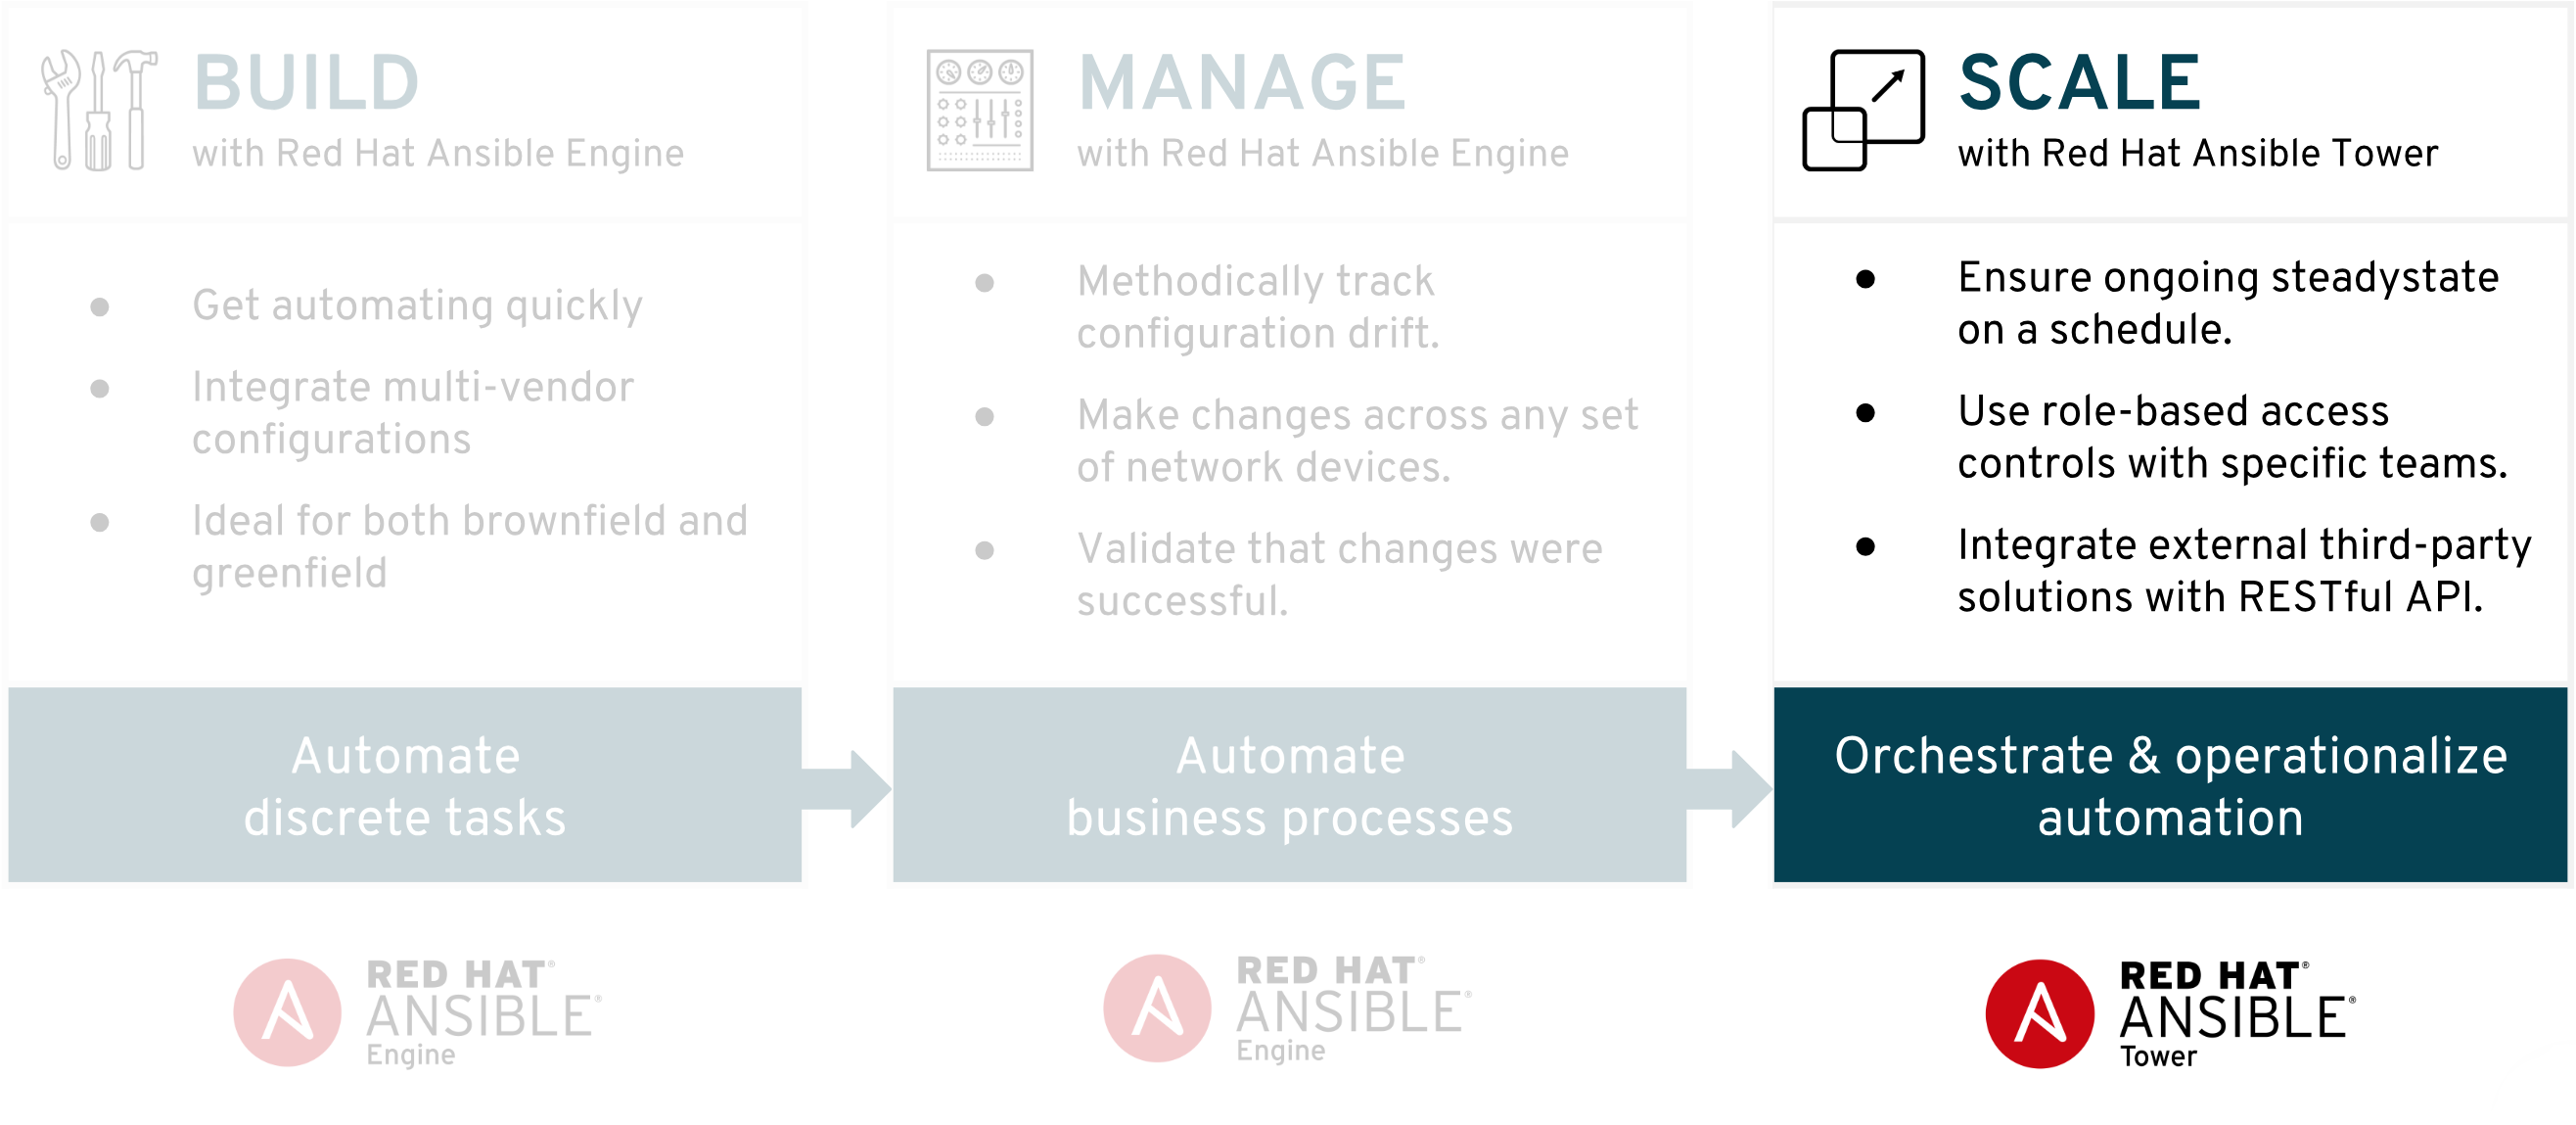 BUILD
with Red Hat Ansible Engine
● Get automating quickly
● Integrate multi-vendor
configurations
● Ideal for both brownfield and
greenfield
Automate
discrete tasks
RED HAT®
ANSIBLE®
Engine
MANAGE
with Red Hat Ansible Engine
● Methodically track
configuration drift.
● Make changes across any set
of network devices.
● Validate that changes were
successful.
Automate
business processes
RED HAT®
ANSIBLE®
Engine
SCALE
with Red Hat Ansible Tower
● Ensure ongoing steadystate
on a schedule.
● Use role-based access
controls with specific teams.
● Integrate external third-party
solutions with RESTful API.
Orchestrate & operationalize
automation
RED HAT®
ANSIBLE®
Tower